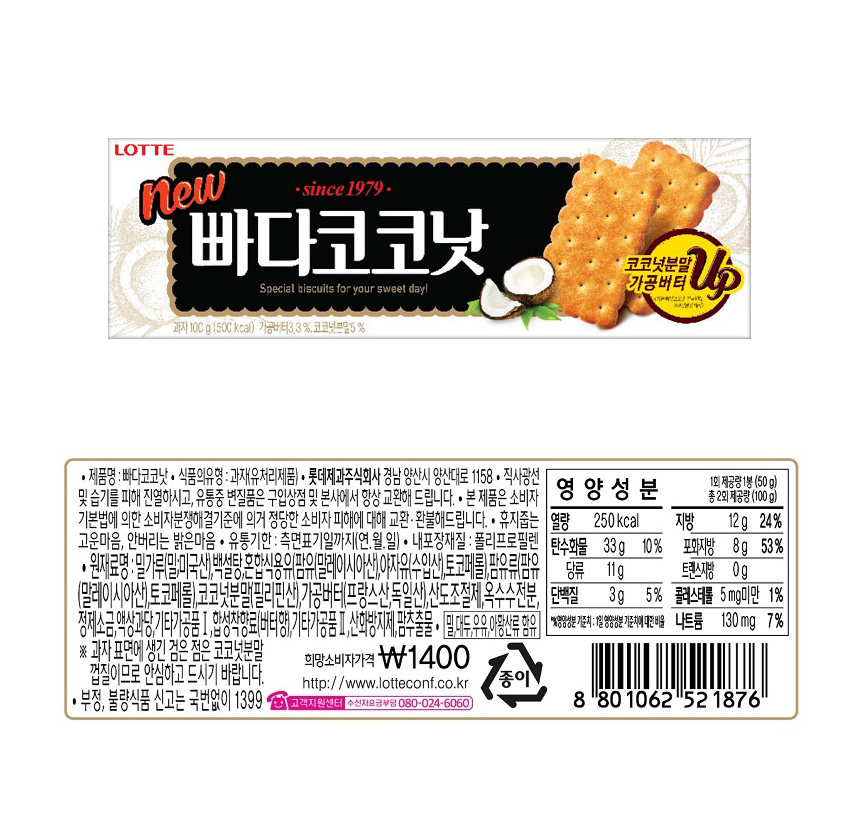 LOTTE
new
·since 1979·
빠다코코낫
Special biscuits for your sweet day!
코코넛분말
가공버터
Up
과자 100 g (500 kcal) 가공버터3.3 %, 코코넛분말5 %
• 제품명 : 빠다코코낫 • 식품의유형 : 과자(유처리제품) • 롯데제과주식회사 경남 양산시 양산대로 1158 • 직사광선
및 습기를 피해 진열하시고, 유통중 변질품은 구입상점 및 본사에서 항상 교환해 드립니다. • 본 제품은 소비자
기본법에 의한 소비자분쟁해결기준에 의거 정당한 소비자 피해에 대해 교환 · 환불해드립니다. • 휴지줍는
고운마음, 안버리는 밝은마음 • 유통기한 : 측면표기일까지(연.월.일) • 내포장재질 : 폴리프로필렌
• 원재료명 : 밀가루(밀:미국산),백설탕,혼합식용유(팜유(말레이시아산),야자유(수입산),토코페롤),팜유류(팜유
(말레이시아산),토코페롤),코코넛분말(필리핀산),가공버터(프랑스산,독일산),산도조절제,옥수수전분,
정제소금,액상과당,기타가공품Ⅰ,합성착향료(버터향),기타가공품Ⅱ,산화방지제,팜츄출물 • 밀,대두,우유,아황산류 함유
※ 과자 표면에 생긴 검은 점은 코코넛분말
껍질이므로 안심하고 드시기 바랍니다.
• 부정, 불량식품 신고는 국번없이 1399
희망소비자가격 ₩1400
http://www.lotteconf.co.kr
고객지원센터 수신자요금부담 080-024-6060
종이
영 양 성 분
1회 제공량 1봉 (50 g)
총 2회 제공량 (100 g)
열량 250 kcal
탄수화물 33 g 10 %
당류 11 g
단백질 3 g 5 %
지방 12 g 24 %
포화지방 8 g 53 %
트랜스지방 0 g
콜레스테롤 5 mg미만 1 %
나트륨 130 mg 7 %
*%영양성분 기준치 : 1일 영양성분 기준치에 대한 비율
8 801062 521876